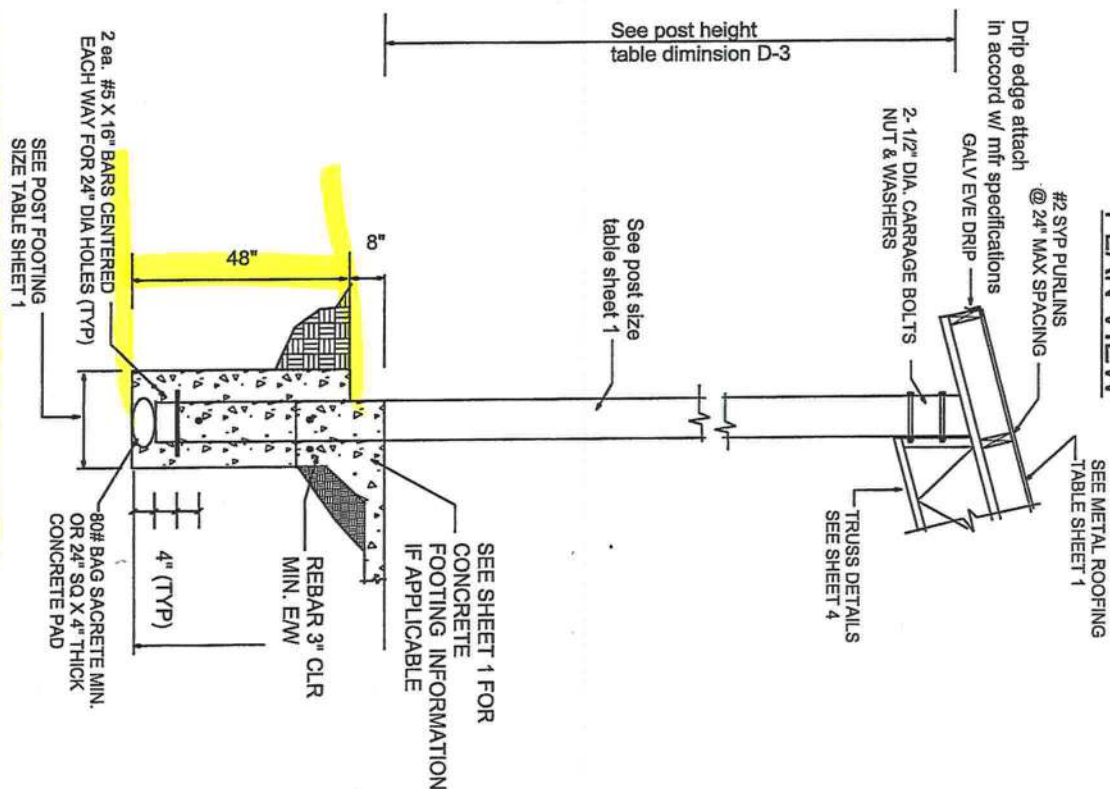 PLAN VIEW
Drip edge attach
in accord w/ mfr specifications
GALV EVE DRIP
#2 SYP PURLINS
@ 24" MAX SPACING
SEE METAL ROOFING
TABLE SHEET 1
2- 1/2" DIA. CARRAGE BOLTS
NUT & WASHERS
TRUSS DETAILS
SEE SHEET 4
See post height
table diminsion D-3
See post size
table sheet 1
8"
48"
SEE SHEET 1 FOR
CONCRETE
FOOTING INFORMATION
IF APPLICABLE
REBAR 3" CLR
MIN. E/W
4" (TYP)
80# BAG SACRETE MIN.
OR 24" SQ X 4" THICK
CONCRETE PAD
2 ea. #5 X 16" BARS CENTERED
EACH WAY FOR 24" DIA HOLES (TYP)
SEE POST FOOTING
SIZE TABLE SHEET 1